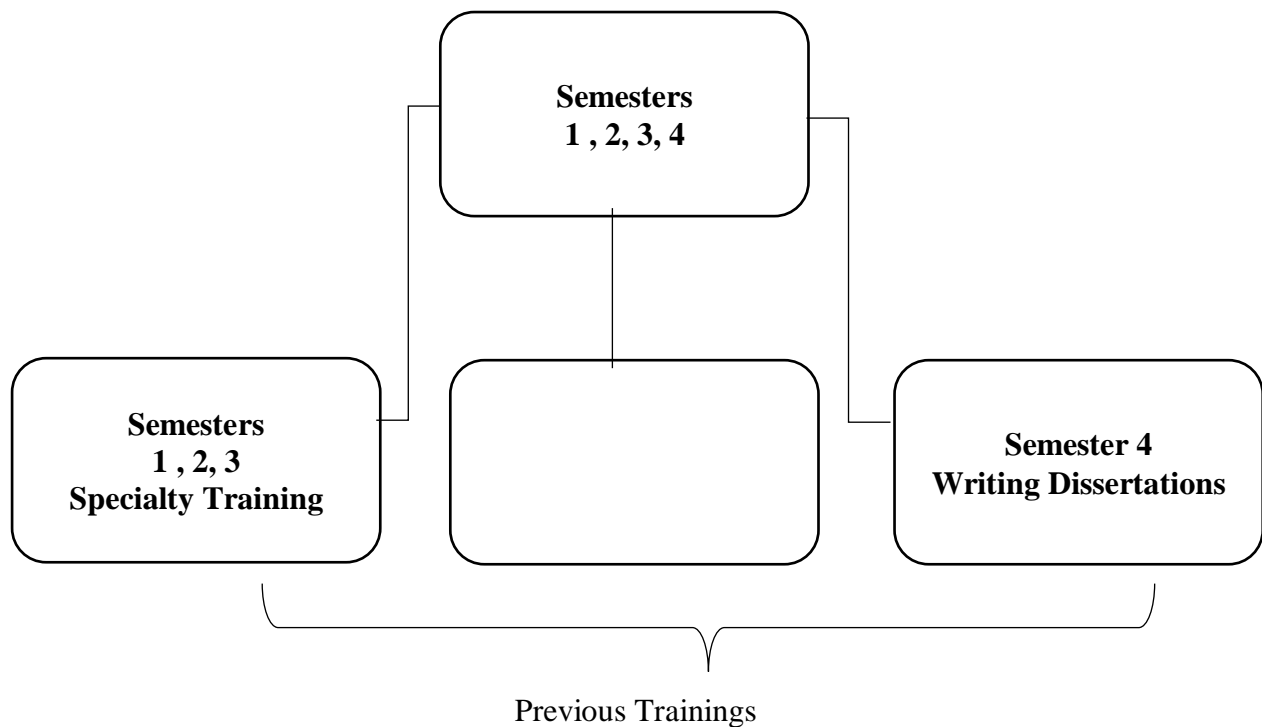 Semesters
1 , 2, 3, 4
Semesters
1 , 2, 3
Specialty Training
Semester 4
Writing Dissertations
Previous Trainings